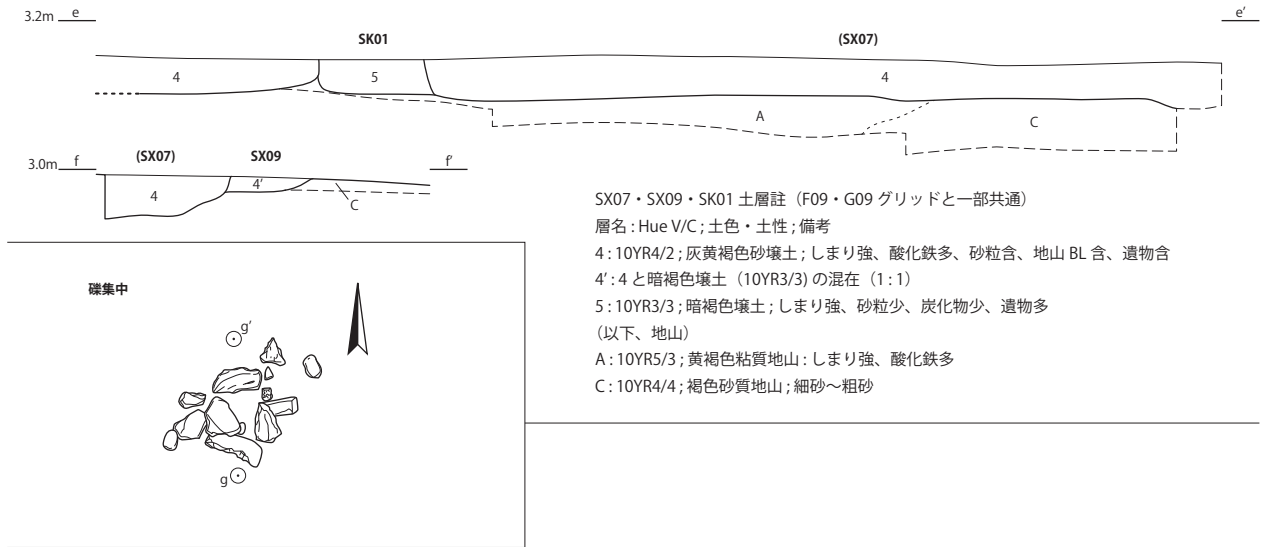 3.2m e e'
SK01 (SX07)
4 5 4
A C
3.0m f (SX07) SX09 f'
4 4' C
SX07・SX09・SK01 土層註（F09・G09 グリッドと一部共通）
層名 : Hue V/C ; 土色・土性 ; 備考
4 : 10YR4/2 ; 灰黄褐色砂壌土 ; しまり強、酸化鉄多、砂粒含、地山 BL 含、遺物含
4' : 4 と暗褐色壌土（10YR3/3) の混在（1 : 1）
5 : 10YR3/3 ; 暗褐色壌土 ; しまり強、砂粒少、炭化物少、遺物多
（以下、地山）
A : 10YR5/3 ; 黄褐色粘質地山 : しまり強、酸化鉄多
C : 10YR4/4 ; 褐色砂質地山 ; 細砂〜粗砂
礫集中
g'
g